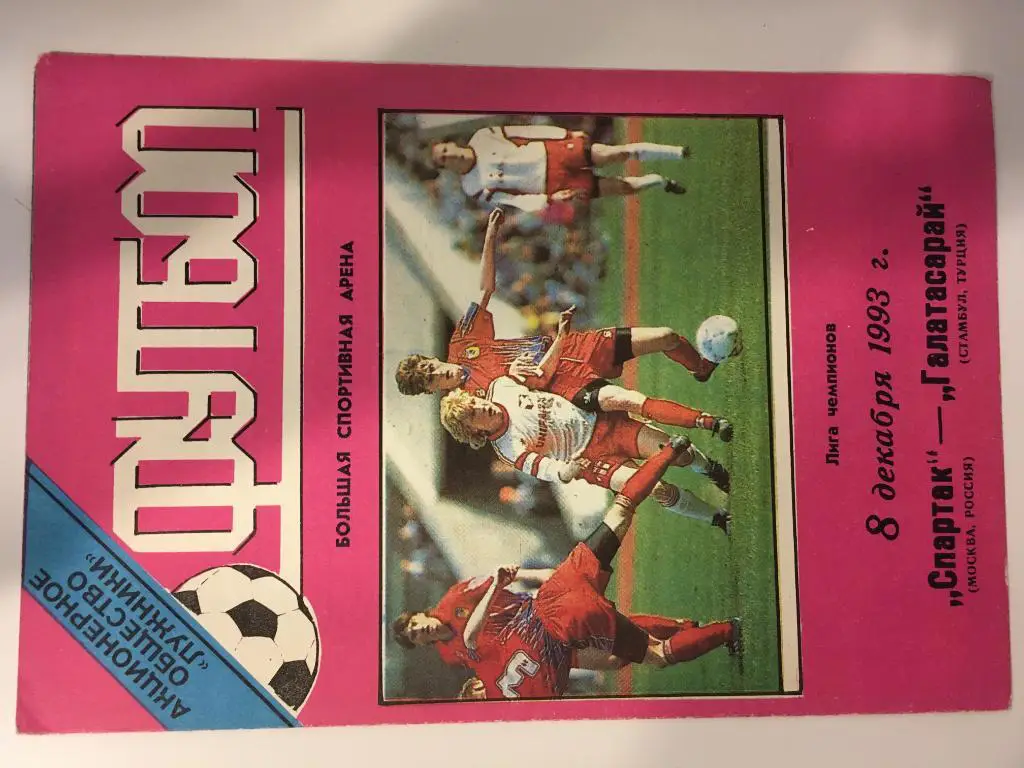 АКЦИОНЕРНОЕ
ОБЩЕСТВО
„ЛУЖНИКИ”
ФУТБОЛ
БОЛЬШАЯ СПОРТИВНАЯ АРЕНА
Лига чемпионов
8 декабря 1993 г.
„Спартак“ — „Галатасарай“
(МОСКВА, РОССИЯ) (СТАМБУЛ, ТУРЦИЯ)